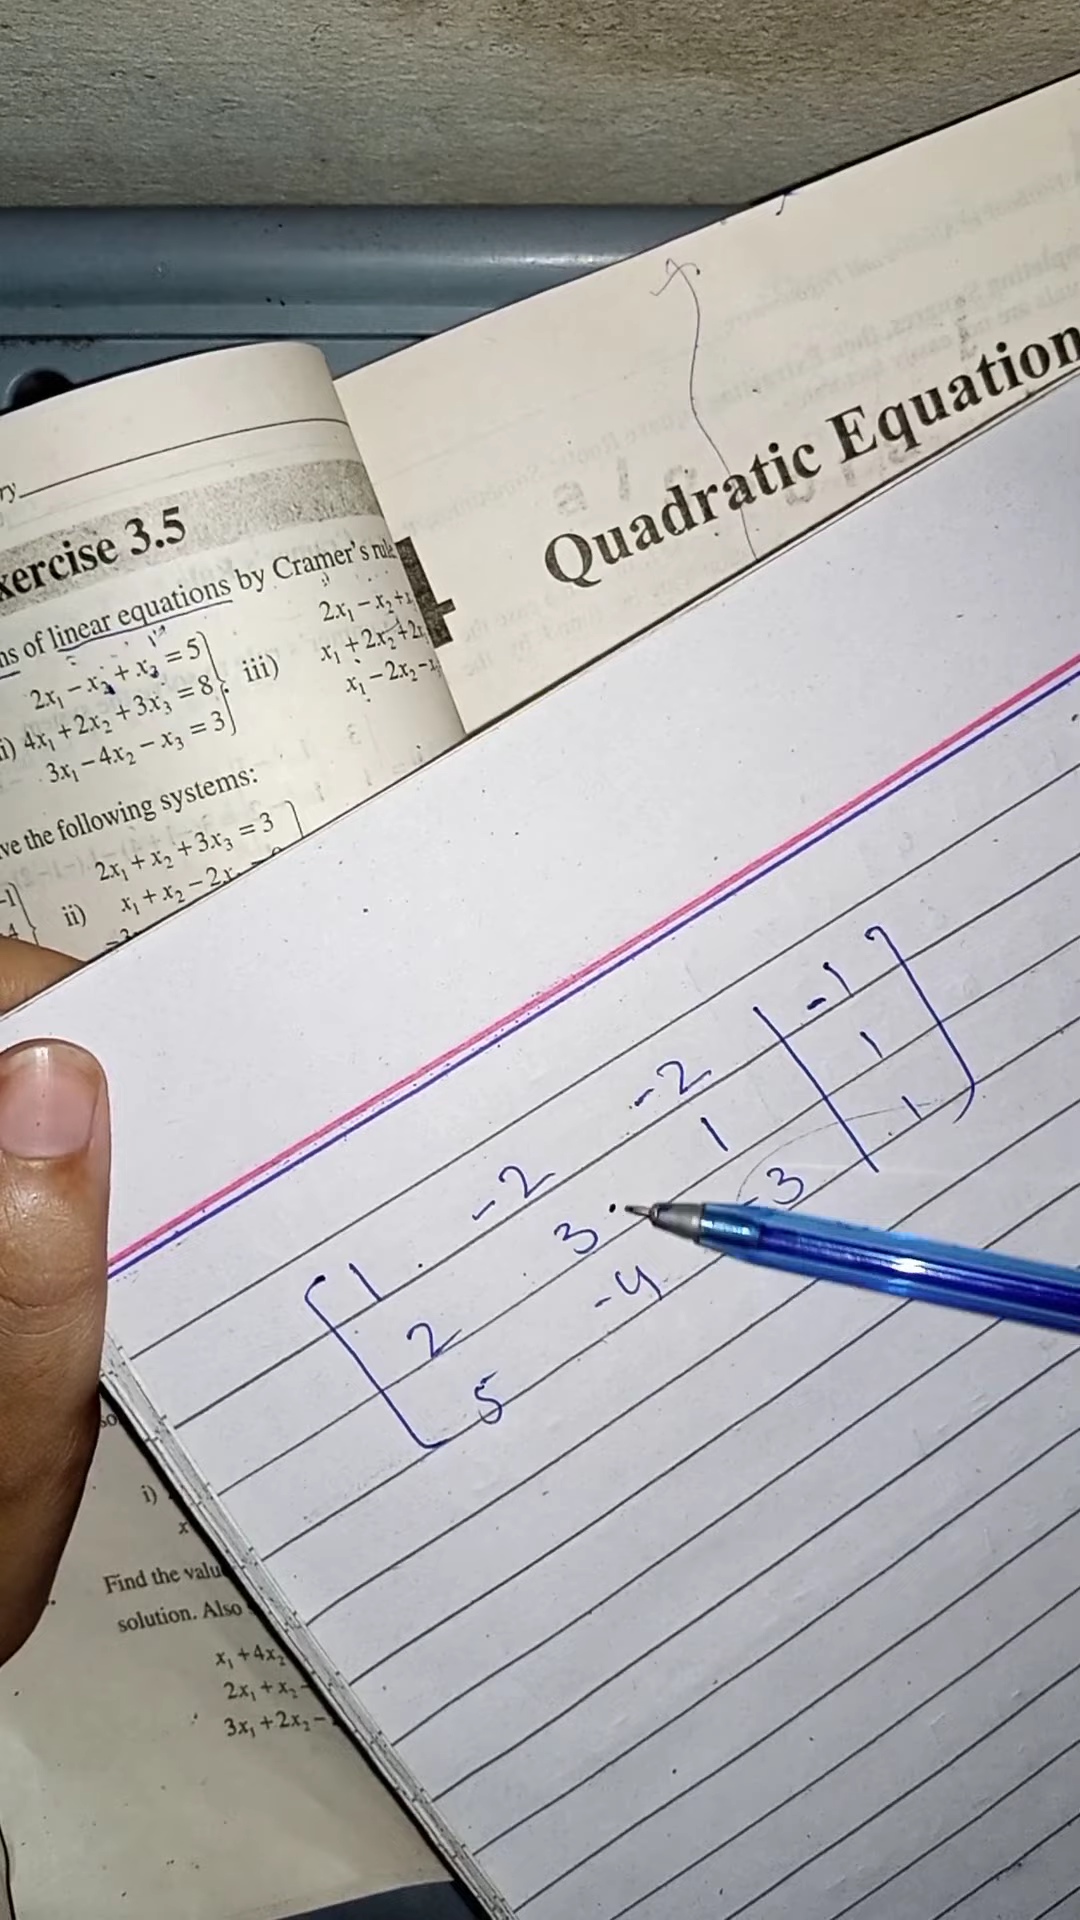 Quadratic Equation
xercise 3.5
ns of linear equations by Cramer's rule
2x₁ − x₂ + x₃ = 5
i) 4x₁ + 2x₂ + 3x₃ = 8
3x₁ − 4x₂ − x₃ = 3
iii)
2x₁ − x₂ +
x₁ + 2x₂ + 2
x₁ − 2x₂ −
ve the following systems:
ii)
2x₁ + x₂ + 3x₃ = 3
x₁ + x₂ − 2x
1 -2 -2 | -1
2 3 1 | 1
5 -4 -3 | 1
i)
x
Find the valu
solution. Also
x₁ + 4x₂
2x₁ + x₂ −
3x₁ + 2x₂ −